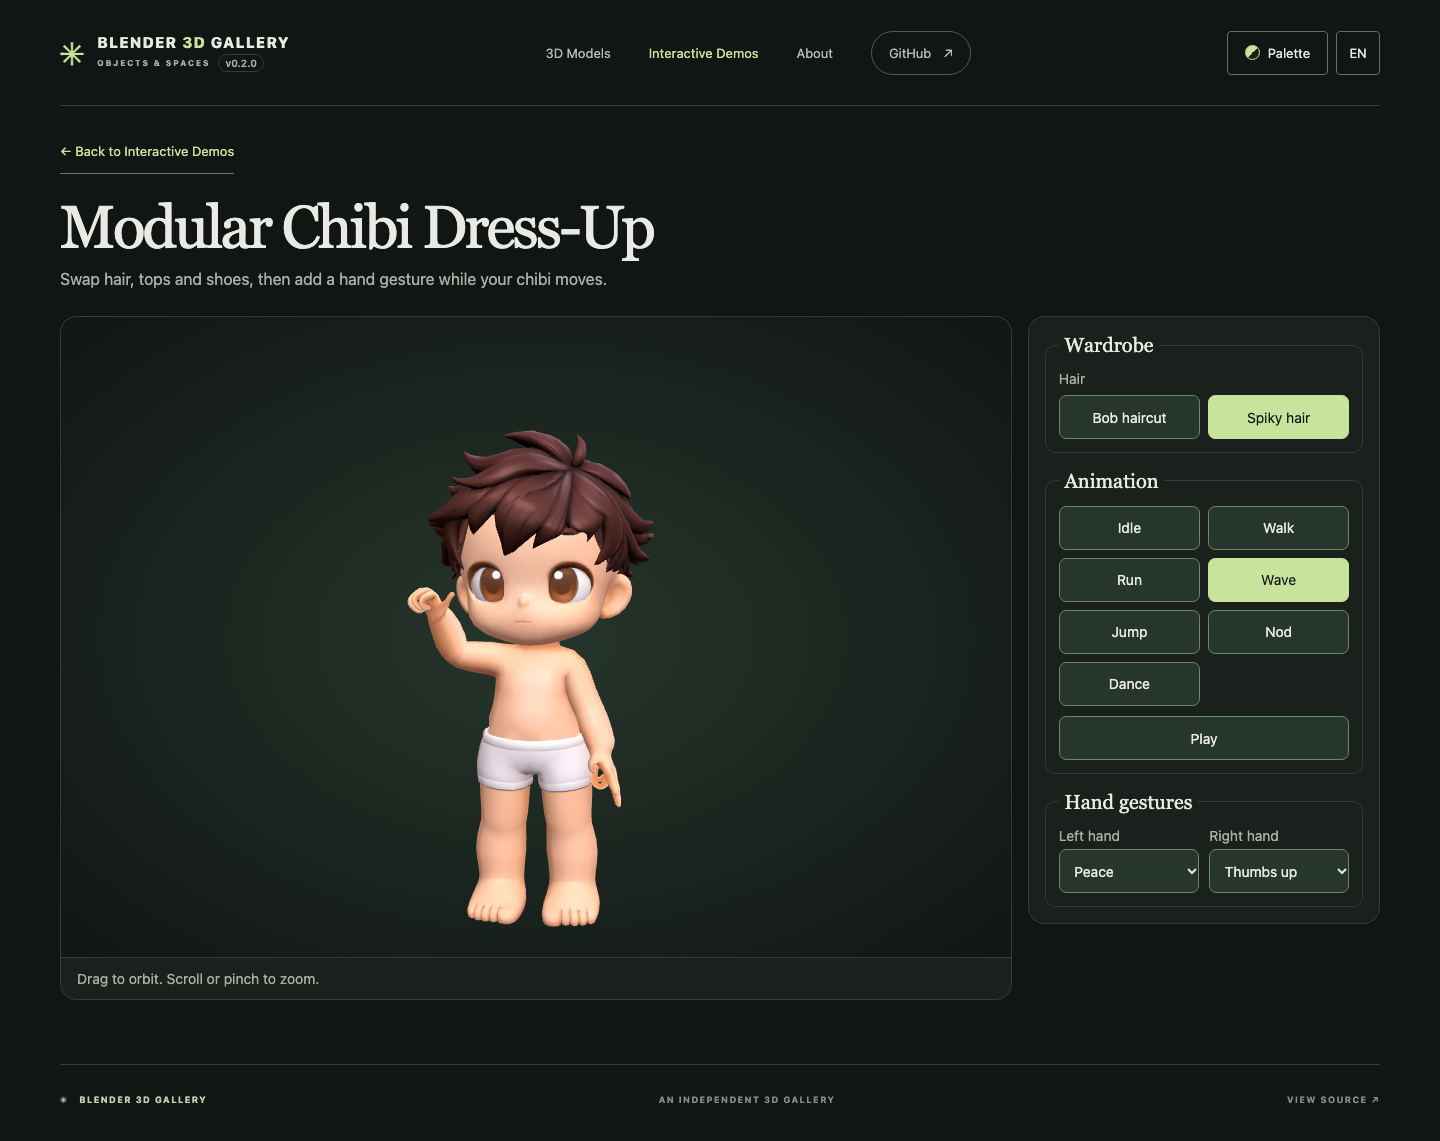 BLENDER 3D GALLERY
OBJECTS & SPACES v0.2.0
3D Models
Interactive Demos
About
GitHub ↗
Palette
EN
← Back to Interactive Demos
Modular Chibi Dress-Up
Swap hair, tops and shoes, then add a hand gesture while your chibi moves.
Wardrobe
Hair
Bob haircut
Spiky hair
Animation
Idle
Walk
Run
Wave
Jump
Nod
Dance
Play
Hand gestures
Left hand
Right hand
Peace
Thumbs up
Drag to orbit. Scroll or pinch to zoom.
BLENDER 3D GALLERY
AN INDEPENDENT 3D GALLERY
VIEW SOURCE ↗